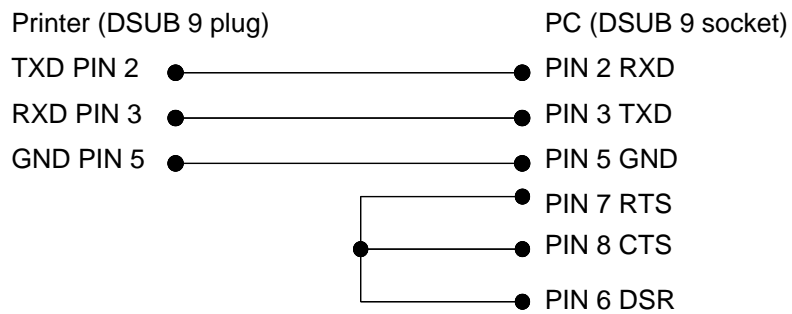 Printer (DSUB 9 plug) PC (DSUB 9 socket)
TXD PIN 2 PIN 2 RXD
RXD PIN 3 PIN 3 TXD
GND PIN 5 PIN 5 GND
PIN 7 RTS
PIN 8 CTS
PIN 6 DSR